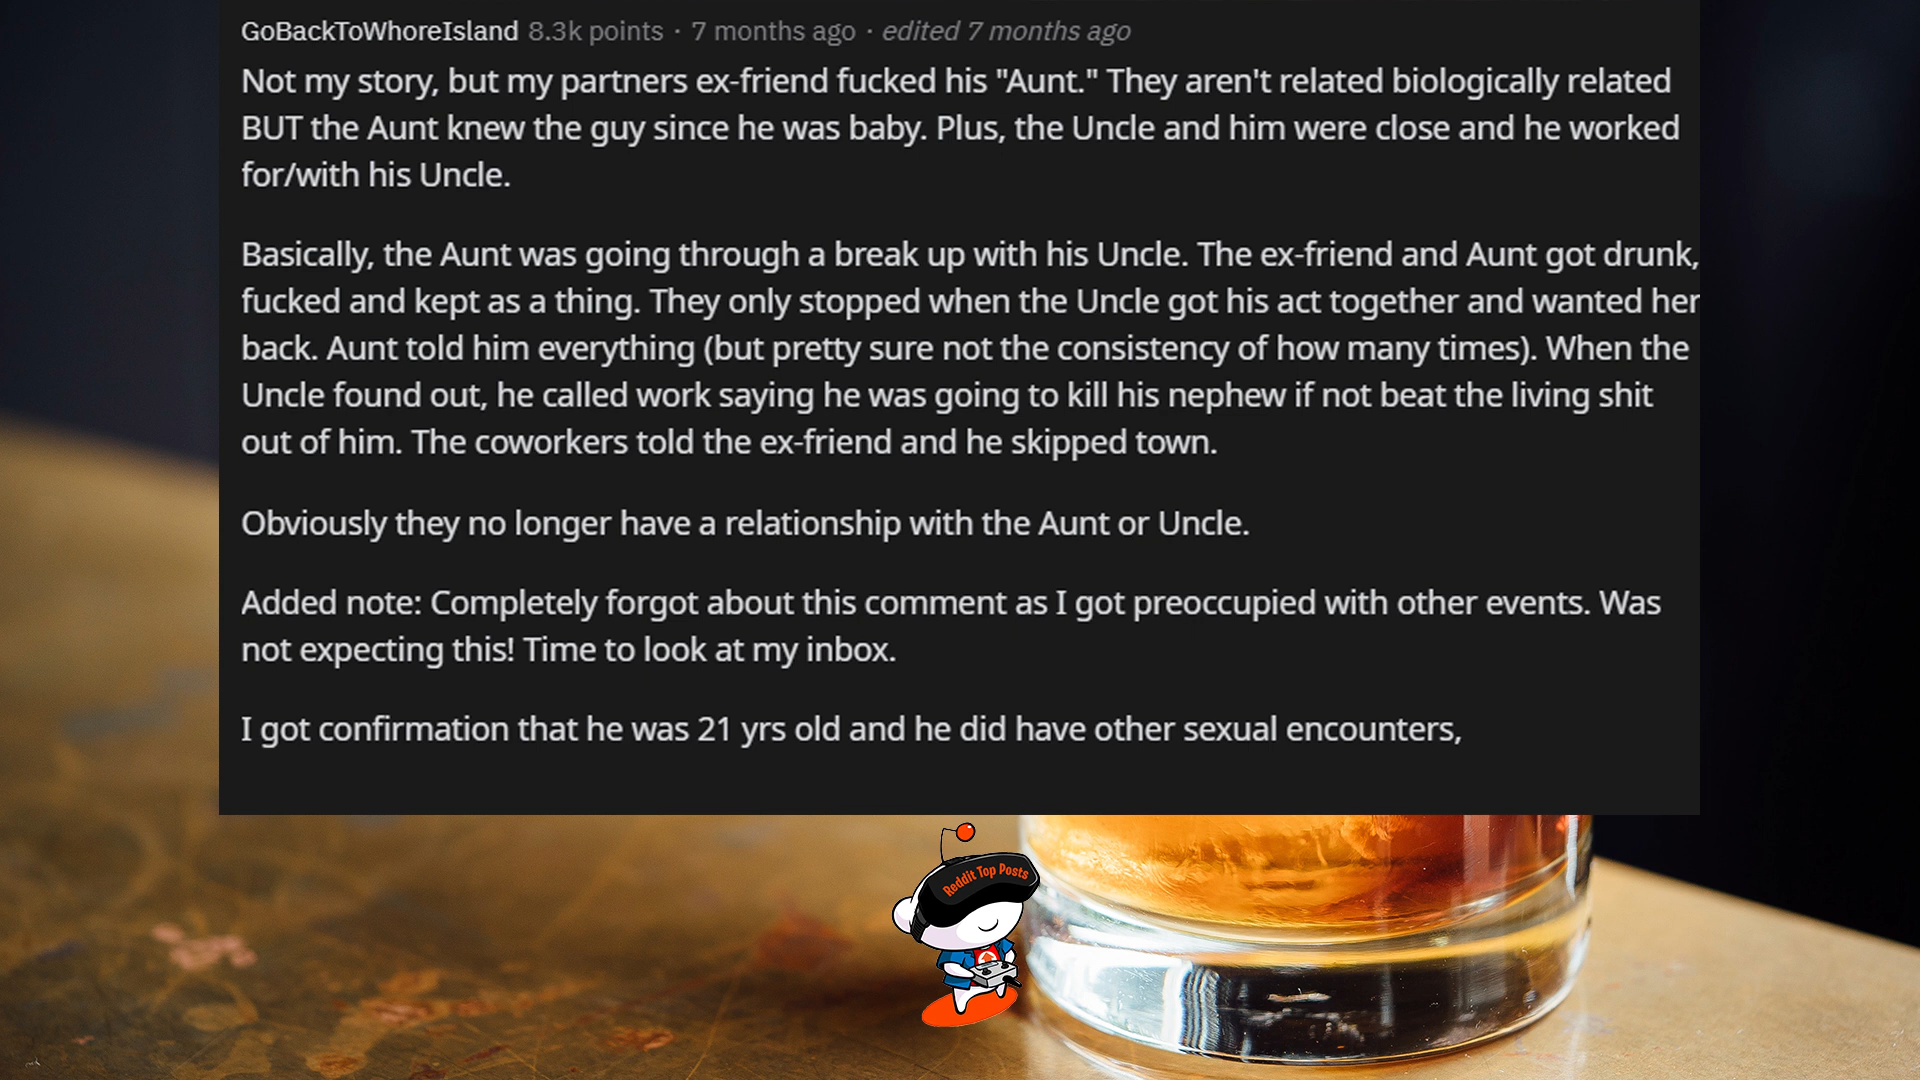 GoBackToWhoreIsland 8.3k points · 7 months ago · edited 7 months ago
Not my story, but my partners ex-friend fucked his "Aunt." They aren't related biologically related
BUT the Aunt knew the guy since he was baby. Plus, the Uncle and him were close and he worked
for/with his Uncle.
Basically, the Aunt was going through a break up with his Uncle. The ex-friend and Aunt got drunk,
fucked and kept as a thing. They only stopped when the Uncle got his act together and wanted her
back. Aunt told him everything (but pretty sure not the consistency of how many times). When the
Uncle found out, he called work saying he was going to kill his nephew if not beat the living shit
out of him. The coworkers told the ex-friend and he skipped town.
Obviously they no longer have a relationship with the Aunt or Uncle.
Added note: Completely forgot about this comment as I got preoccupied with other events. Was
not expecting this! Time to look at my inbox.
I got confirmation that he was 21 yrs old and he did have other sexual encounters,
Reddit Top Posts